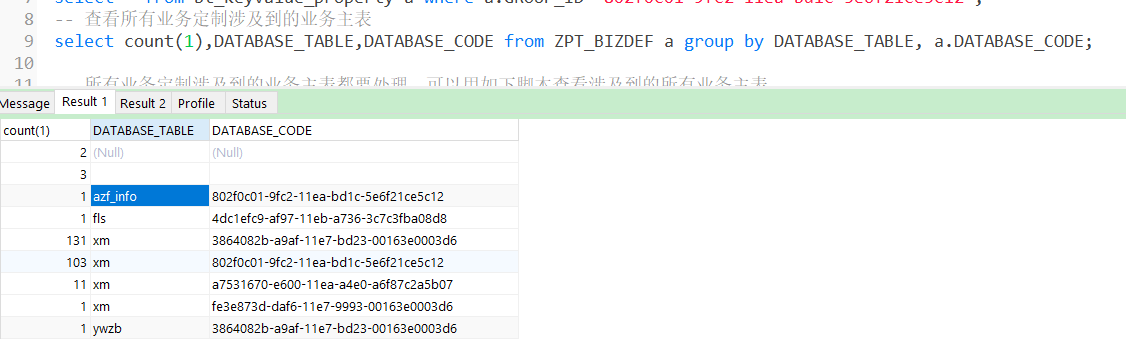 8 -- 查看所有业务定制涉及到的业务主表
9 select count(1),DATABASE_TABLE,DATABASE_CODE from ZPT_BIZDEF a group by DATABASE_TABLE, a.DATABASE_CODE;
10
Message Result 1 Result 2 Profile Status
count(1) DATABASE_TABLE DATABASE_CODE
2 (Null) (Null)
3
1 azf_info 802f0c01-9fc2-11ea-bd1c-5e6f21ce5c12
1 fls 4dc1efc9-af97-11eb-a736-3c7c3fba08d8
131 xm 3864082b-a9af-11e7-bd23-00163e0003d6
103 xm 802f0c01-9fc2-11ea-bd1c-5e6f21ce5c12
11 xm a7531670-e600-11ea-a4e0-a6f87c2a5b07
1 xm fe3e873d-daf6-11e7-9993-00163e0003d6
1 ywzb 3864082b-a9af-11e7-bd23-00163e0003d6